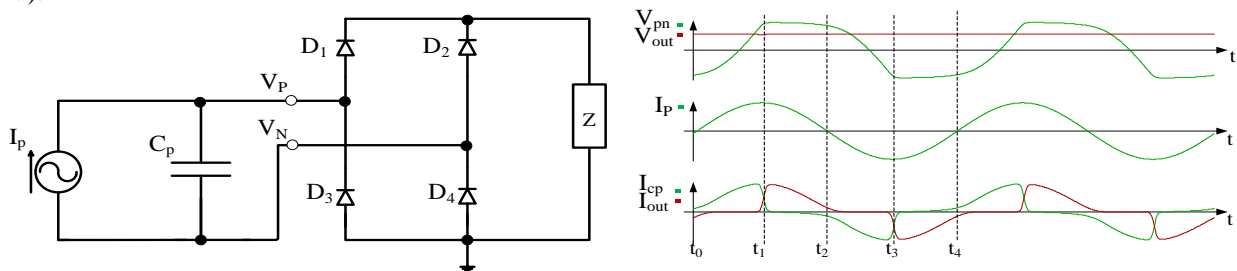 D1
D2
VP
VN
Ip
Cp
D3
D4
Z
Vpn
Vout
t
IP
t
Icp
Iout
t
t0
t1
t2
t3
t4